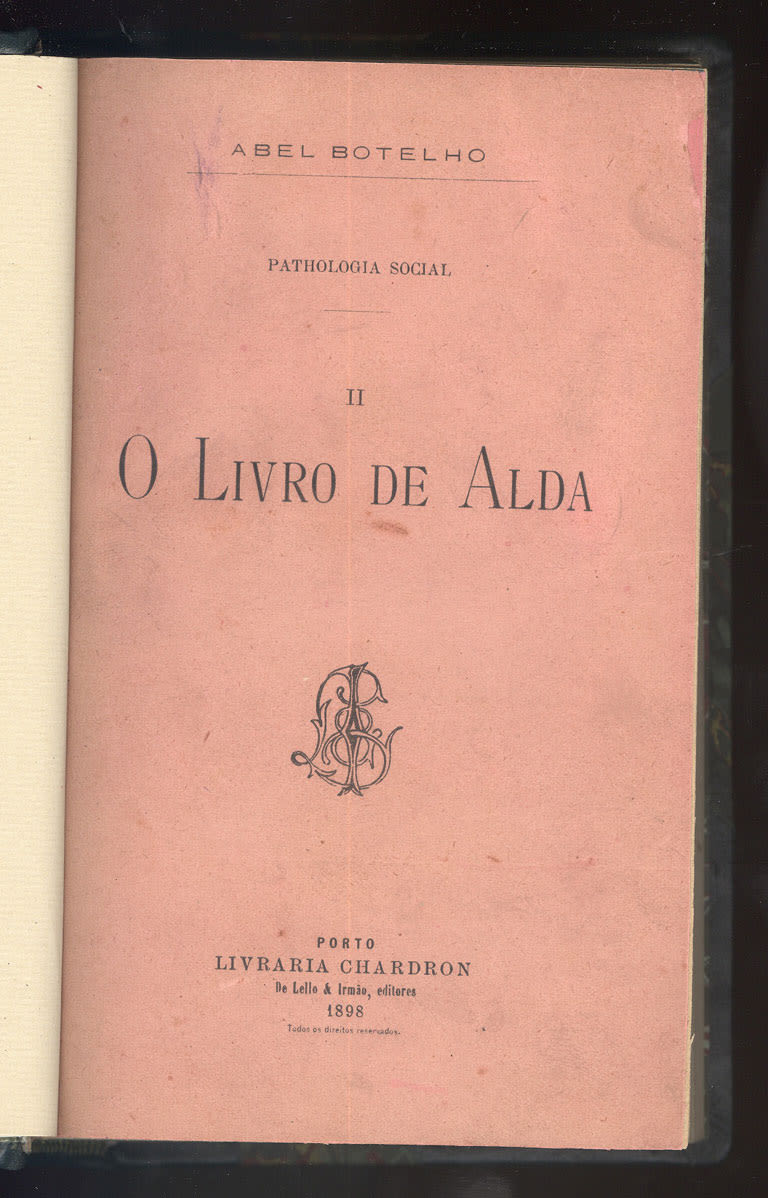 ABEL BOTELHO
PATHOLOGIA SOCIAL
II
O LIVRO DE ALDA
PORTO
LIVRARIA CHARDRON
De Lello & Irmão, editores
1898
Todos os direitos reservados.